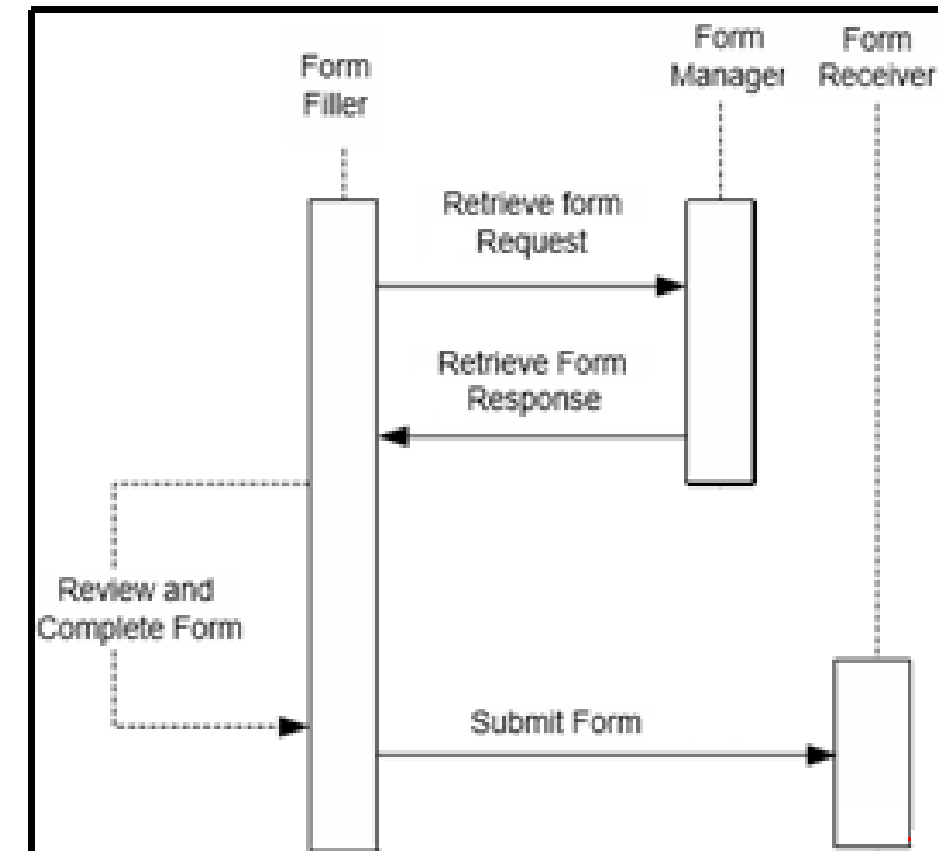 Form
Filler
Form
Manager
Form
Receiver
Retrieve form
Request
Retrieve Form
Response
Review and
Complete Form
Submit Form